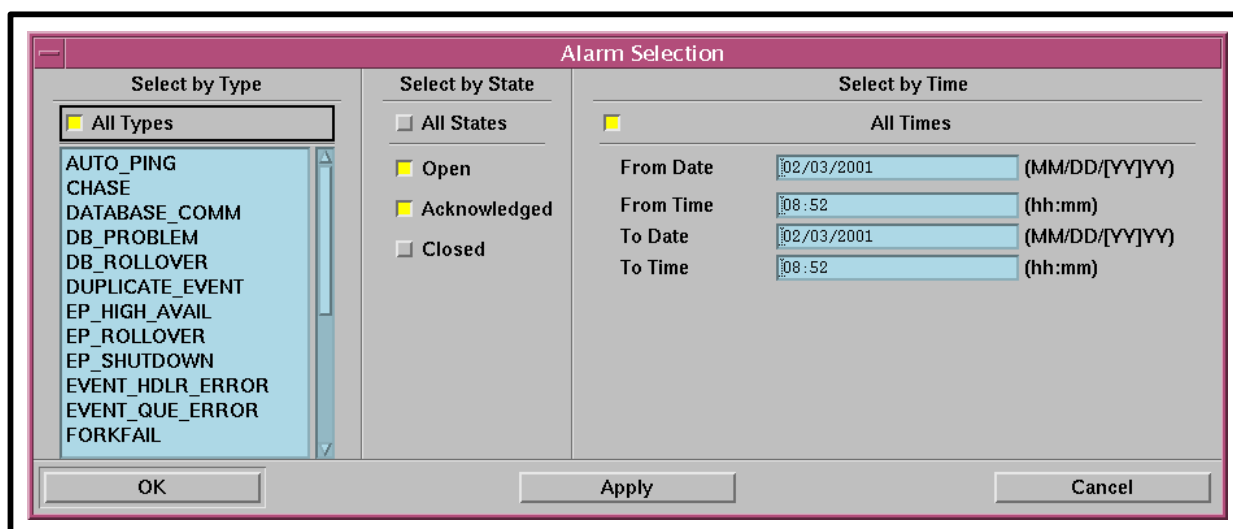 Alarm Selection
Select by Type
All Types
AUTO_PING
CHASE
DATABASE_COMM
DB_PROBLEM
DB_ROLLOVER
DUPLICATE_EVENT
EP_HIGH_AVAIL
EP_ROLLOVER
EP_SHUTDOWN
EVENT_HDLR_ERROR
EVENT_QUE_ERROR
FORKFAIL
Select by State
All States
Open
Acknowledged
Closed
Select by Time
All Times
From Date 02/03/2001 (MM/DD/[YY]YY)
From Time 08:52 (hh:mm)
To Date 02/03/2001 (MM/DD/[YY]YY)
To Time 08:52 (hh:mm)
OK Apply Cancel